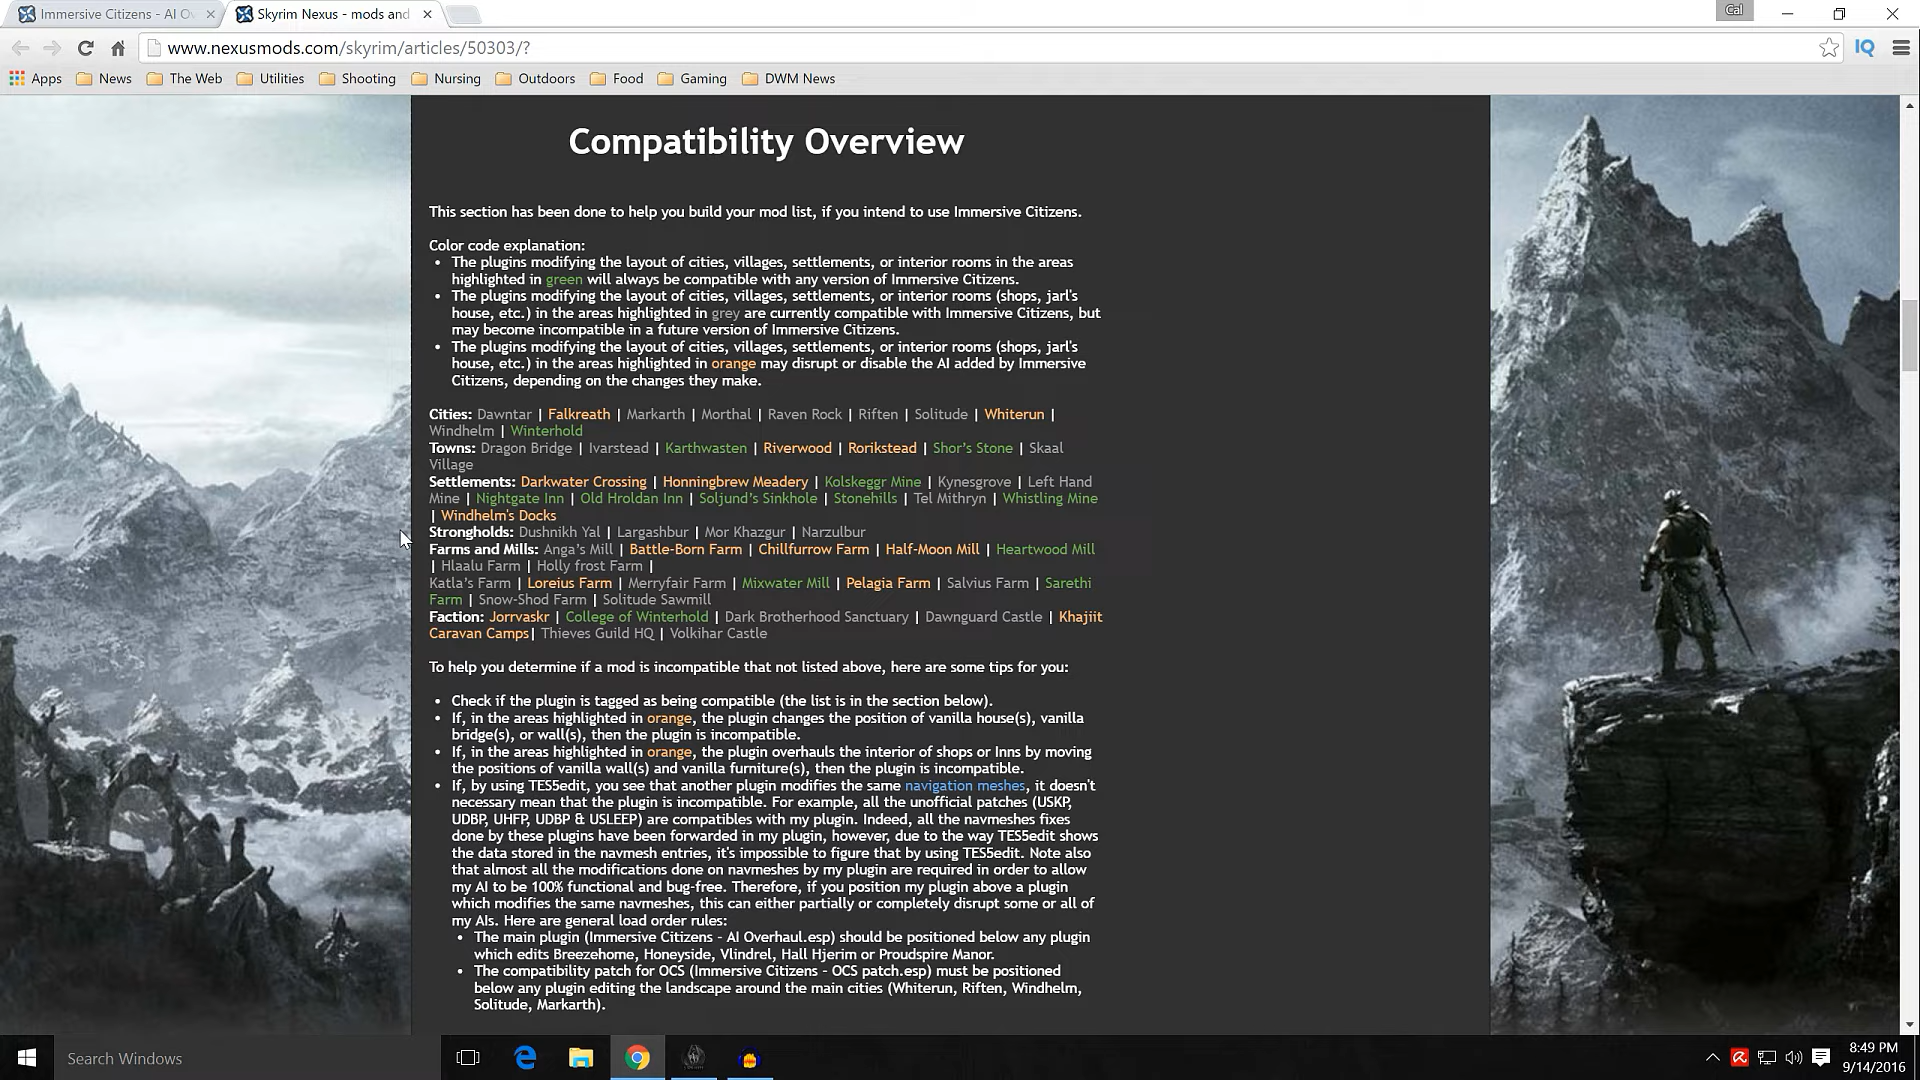 Immersive Citizens - AI Ov
Skyrim Nexus - mods and
Cal
www.nexusmods.com/skyrim/articles/50303/?
IQ
Apps News The Web Utilities Shooting Nursing Outdoors Food Gaming DWM News
Compatibility Overview
This section has been done to help you build your mod list, if you intend to use Immersive Citizens.
Color code explanation:
• The plugins modifying the layout of cities, villages, settlements, or interior rooms in the areas
highlighted in green will always be compatible with any version of Immersive Citizens.
• The plugins modifying the layout of cities, villages, settlements, or interior rooms (shops, jarl's
house, etc.) in the areas highlighted in grey are currently compatible with Immersive Citizens, but
may become incompatible in a future version of Immersive Citizens.
• The plugins modifying the layout of cities, villages, settlements, or interior rooms (shops, jarl's
house, etc.) in the areas highlighted in orange may disrupt or disable the AI added by Immersive
Citizens, depending on the changes they make.
Cities: Dawntar | Falkreath | Markarth | Morthal | Raven Rock | Riften | Solitude | Whiterun |
Windhelm | Winterhold
Towns: Dragon Bridge | Ivarstead | Karthwasten | Riverwood | Rorikstead | Shor's Stone | Skaal
Village
Settlements: Darkwater Crossing | Honningbrew Meadery | Kolskeggr Mine | Kynesgrove | Left Hand
Mine | Nightgate Inn | Old Hroldan Inn | Soljund's Sinkhole | Stonehills | Tel Mithryn | Whistling Mine
| Windhelm's Docks
Strongholds: Dushnikh Yal | Largashbur | Mor Khazgur | Narzulbur
Farms and Mills: Anga's Mill | Battle-Born Farm | Chillfurrow Farm | Half-Moon Mill | Heartwood Mill
| Hlaalu Farm | Holly frost Farm |
Katla's Farm | Loreius Farm | Merryfair Farm | Mixwater Mill | Pelagia Farm | Salvius Farm | Sarethi
Farm | Snow-Shod Farm | Solitude Sawmill
Faction: Jorrvaskr | College of Winterhold | Dark Brotherhood Sanctuary | Dawnguard Castle | Khajiit
Caravan Camps| Thieves Guild HQ | Volkihar Castle
To help you determine if a mod is incompatible that not listed above, here are some tips for you:
• Check if the plugin is tagged as being compatible (the list is in the section below).
• If, in the areas highlighted in orange, the plugin changes the position of vanilla house(s), vanilla
bridge(s), or wall(s), then the plugin is incompatible.
• If, in the areas highlighted in orange, the plugin overhauls the interior of shops or Inns by moving
the positions of vanilla wall(s) and vanilla furniture(s), then the plugin is incompatible.
• If, by using TES5edit, you see that another plugin modifies the same navigation meshes, it doesn't
necessary mean that the plugin is incompatible. For example, all the unofficial patches (USKP,
UDBP, UHFP, UDBP & USLEEP) are compatibles with my plugin. Indeed, all the navmeshes fixes
done by these plugins have been forwarded in my plugin, however, due to the way TES5edit shows
the data stored in the navmesh entries, it's impossible to figure that by using TES5edit. Note also
that almost all the modifications done on navmeshes by my plugin are required in order to allow
my AI to be 100% functional and bug-free. Therefore, if you position my plugin above a plugin
which modifies the same navmeshes, this can either partially or completely disrupt some or all of
my AIs. Here are general load order rules:
• The main plugin (Immersive Citizens - AI Overhaul.esp) should be positioned below any plugin
which edits Breezehome, Honeyside, Vlindrel, Hall Hjerim or Proudspire Manor.
• The compatibility patch for OCS (Immersive Citizens - OCS patch.esp) must be positioned
below any plugin editing the landscape around the main cities (Whiterun, Riften, Windhelm,
Solitude, Markarth).
Search Windows
8:49 PM
9/14/2016